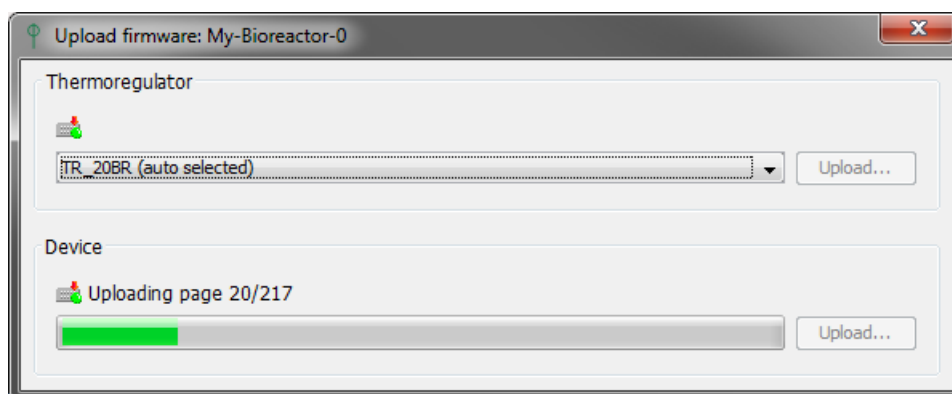 Upload firmware: My-Bioreactor-0
Thermoregulator
TR_20BR (auto selected)
Upload...
Device
Uploading page 20/217
Upload...